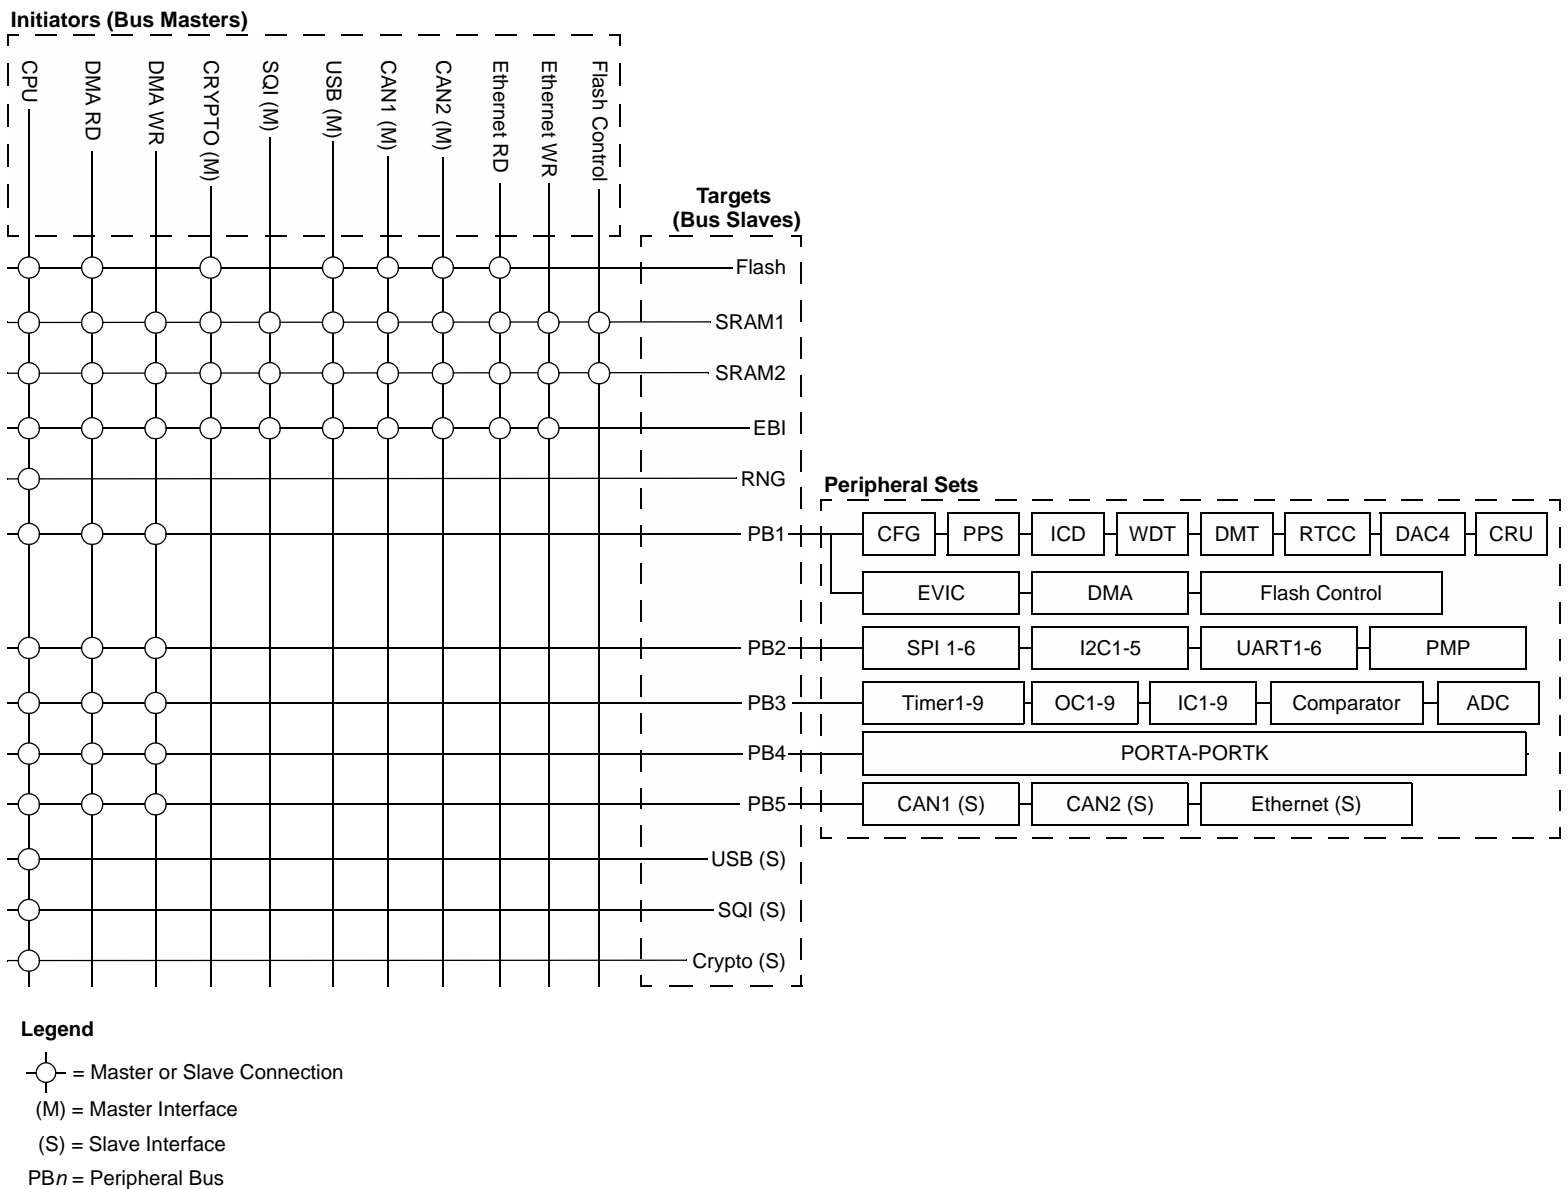 Initiators (Bus Masters)
CPU
DMA RD
DMA WR
CRYPTO (M)
SQI (M)
USB (M)
CAN1 (M)
CAN2 (M)
Ethernet RD
Ethernet WR
Flash Control
Targets
(Bus Slaves)
Flash
SRAM1
SRAM2
EBI
RNG
PB1
PB2
PB3
PB4
PB5
USB (S)
SQI (S)
Crypto (S)
Peripheral Sets
CFG PPS ICD WDT DMT RTCC DAC4 CRU
EVIC DMA Flash Control
SPI 1-6 I2C1-5 UART1-6 PMP
Timer1-9 OC1-9 IC1-9 Comparator ADC
PORTA-PORTK
CAN1 (S) CAN2 (S) Ethernet (S)
Legend
= Master or Slave Connection
(M) = Master Interface
(S) = Slave Interface
PBn = Peripheral Bus